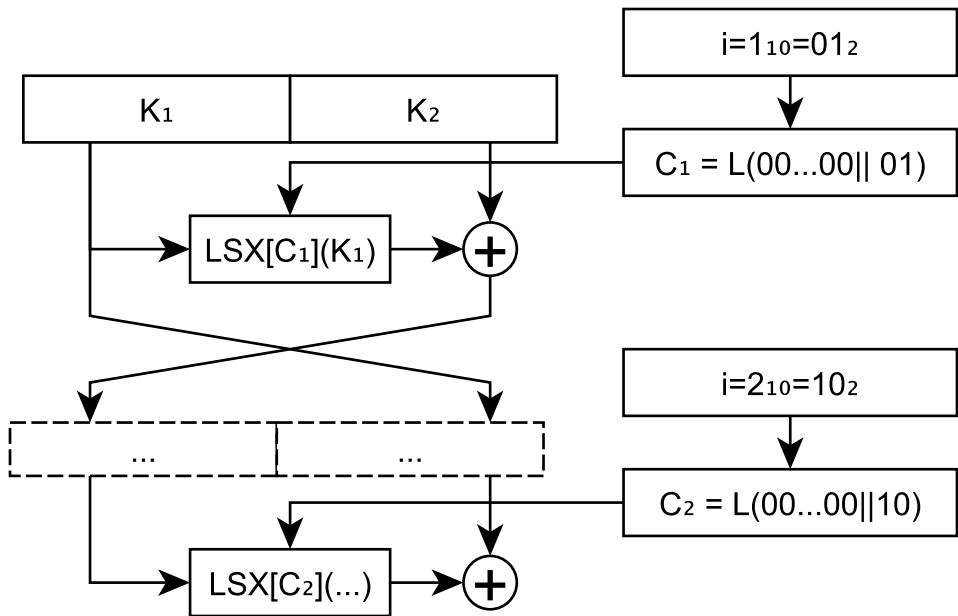 i=1₁₀=01₂
K₁ K₂
C₁ = L(00...00|| 01)
LSX[C₁](K₁)
i=2₁₀=10₂
... ...
C₂ = L(00...00||10)
LSX[C₂](...)